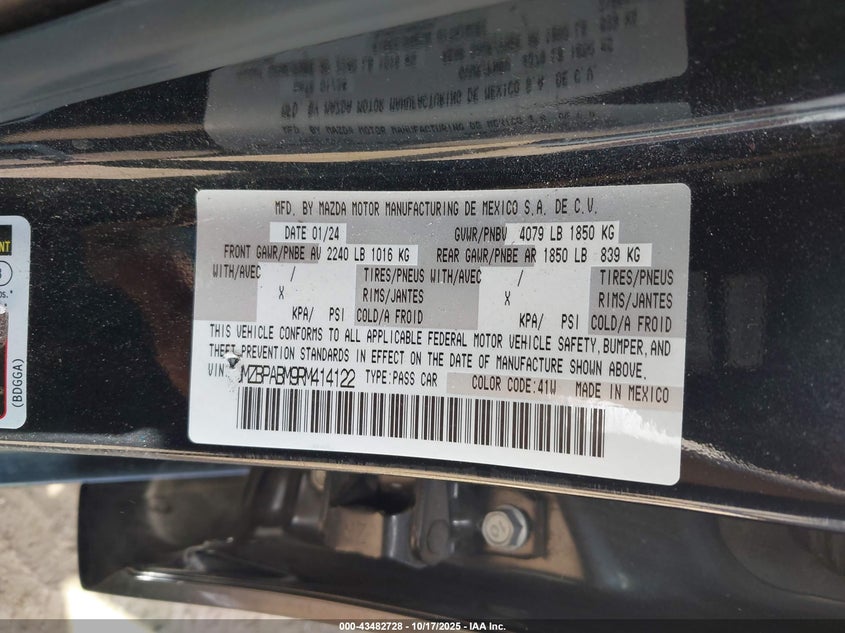 MFD. BY MAZDA MOTOR MANUFACTURING DE MEXICO S.A. DE C.V.
DATE 01/24 GVWR/PNBV 4079 LB 1850 KG
FRONT GAWR/PNBE AV 2240 LB 1016 KG REAR GAWR/PNBE AR 1850 LB 839 KG
WITH/AVEC / TIRES/PNEUS WITH/AVEC / TIRES/PNEUS
X RIMS/JANTES X RIMS/JANTES
KPA/ PSI COLD/A FROID KPA/ PSI COLD/A FROID
THIS VEHICLE CONFORMS TO ALL APPLICABLE FEDERAL MOTOR VEHICLE SAFETY, BUMPER, AND
THEFT PREVENTION STANDARDS IN EFFECT ON THE DATE OF MANUFACTURE SHOWN ABOVE.
VIN: 3MZBPABM9RM414122 TYPE:PASS CAR COLOR CODE:41W MADE IN MEXICO
(BDGGA)
000-43482728 - 10/17/2025 - IAA Inc.